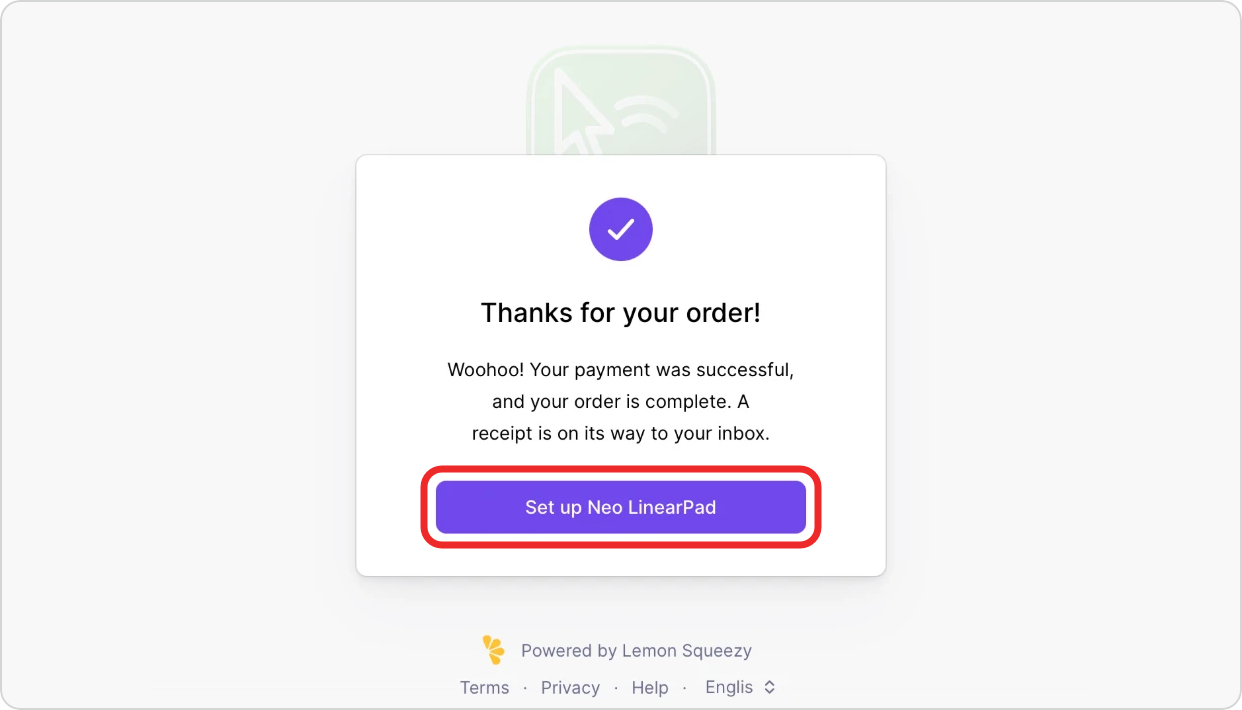 Thanks for your order!
Woohoo! Your payment was successful,
and your order is complete. A
receipt is on its way to your inbox.
Set up Neo LinearPad
Powered by Lemon Squeezy
Terms · Privacy · Help · Englis